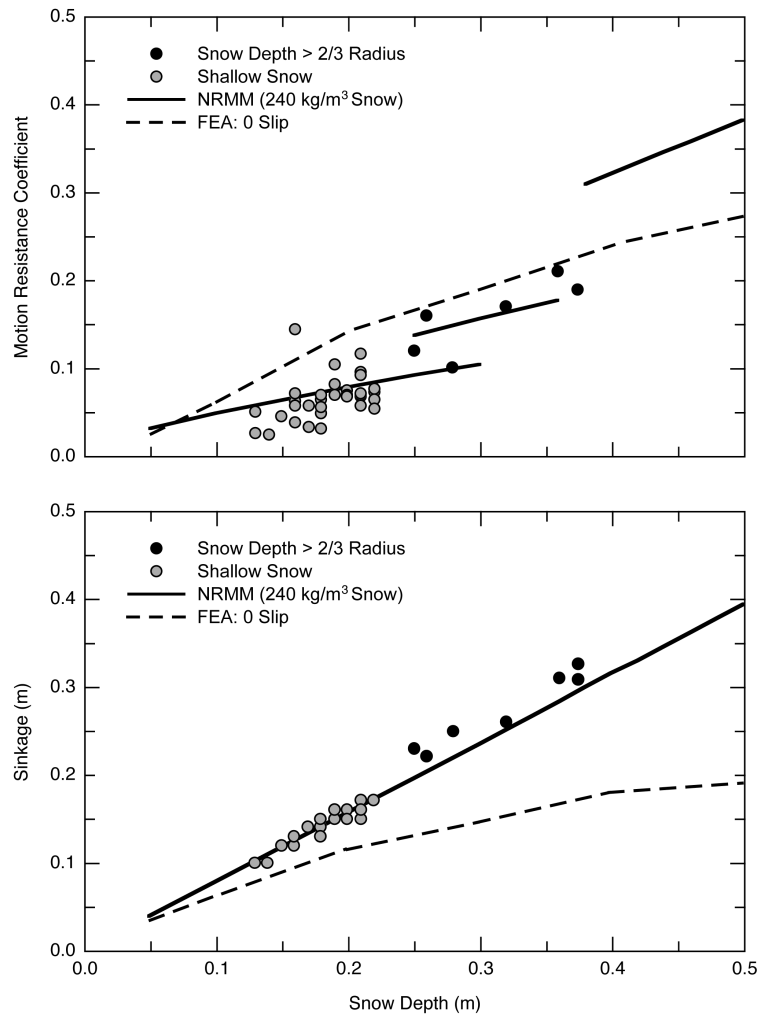 0.5
Snow Depth > 2/3 Radius
Shallow Snow
NRMM (240 kg/m³ Snow)
FEA: 0 Slip
0.4
0.3
0.2
0.1
0.0
Motion Resistance Coefficient
0.5
Snow Depth > 2/3 Radius
Shallow Snow
NRMM (240 kg/m³ Snow)
FEA: 0 Slip
0.4
0.3
0.2
0.1
0.0
Sinkage (m)
0.0 0.1 0.2 0.3 0.4 0.5
Snow Depth (m)